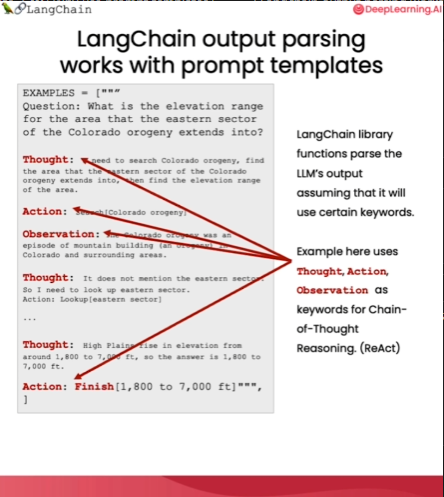 LangChain
DeepLearning.AI
LangChain output parsing
works with prompt templates
EXAMPLES = ["""
Question: What is the elevation range
for the area that the eastern sector
of the Colorado orogeny extends into?
Thought: need to search Colorado orogeny, find
the area that the eastern sector of the Colorado
orogeny extends into, then find the elevation range
of the area.
Action: Search[Colorado orogeny]
Observation: The Colorado orogeny was an
episode of mountain building (an orogeny) in
Colorado and surrounding areas.
Thought: It does not mention the eastern sector.
So I need to look up eastern sector.
Action: Lookup[eastern sector]
...
Thought: High Plains rise in elevation from
around 1,800 to 7,000 ft, so the answer is 1,800 to
7,000 ft.
Action: Finish[1,800 to 7,000 ft]""",
]
LangChain library
functions parse the
LLM's output
assuming that it will
use certain keywords.
Example here uses
Thought, Action,
Observation as
keywords for Chain-
of-Thought
Reasoning. (ReAct)